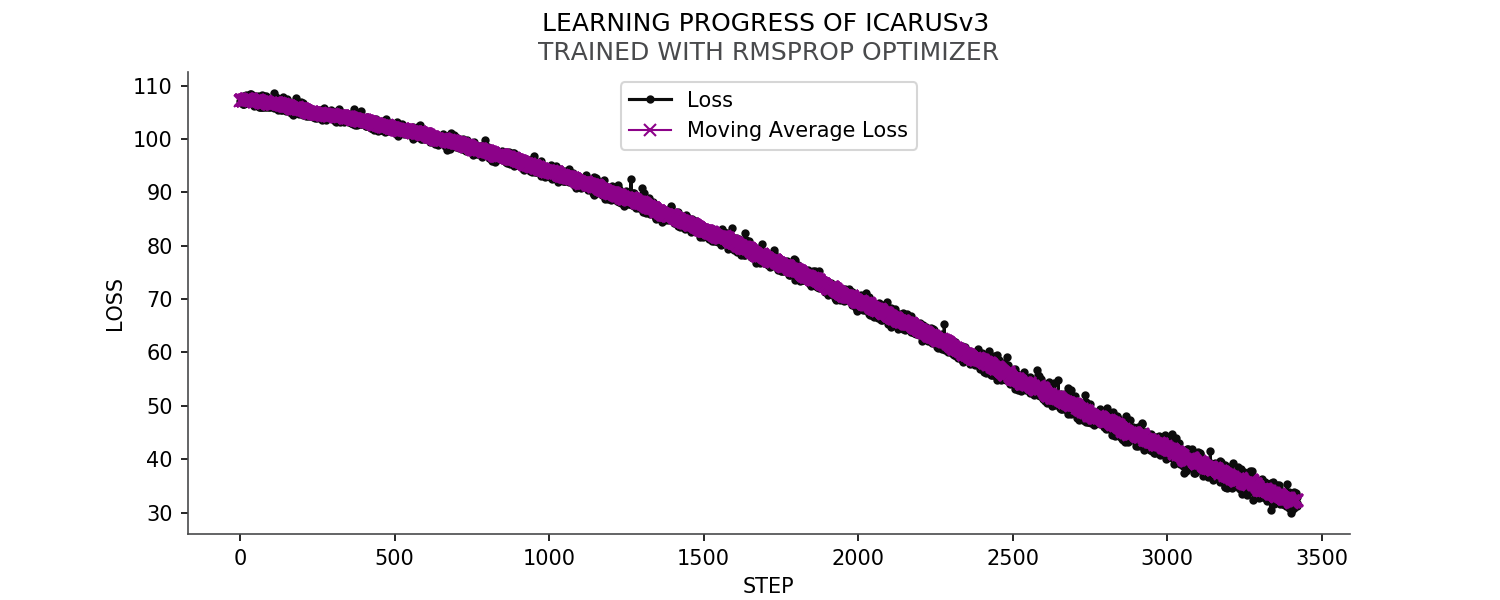 LEARNING PROGRESS OF ICARUSv3
TRAINED WITH RMSPROP OPTIMIZER
Loss
Moving Average Loss
LOSS
110
100
90
80
70
60
50
40
30
0 500 1000 1500 2000 2500 3000 3500
STEP